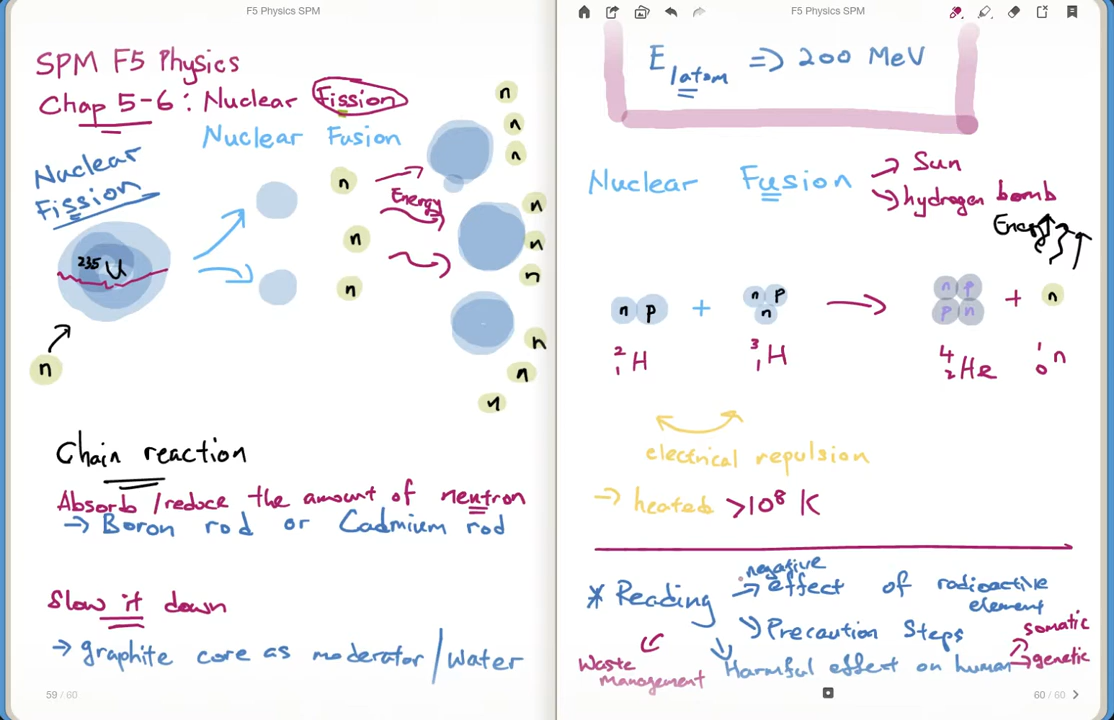 F5 Physics SPM
SPM F5 Physics
Chap 5-6 : Nuclear Fission
Nuclear Fusion
Nuclear
Fission
235 U
n
n
n
n
Energy
n
n
n
n
n
n
n
n
n
Chain reaction
Absorb / reduce the amount of neutron
→ Boron rod or Cadmium rod
Slow it down
→ graphite core as moderator / water
59 / 60
F5 Physics SPM
E 1 atom => 200 MeV
Nuclear Fusion
Sun
hydrogen bomb
Energy
n p + n p n → n p p n + n
2 1 H 3 1 H 4 2 He 1 0 n
electrical repulsion
→ heated >10⁸ K
* Reading
negative
effect of radioactive
element
Precaution Steps
Harmful effect on human
somatic
genetic
Waste
management
60 / 60